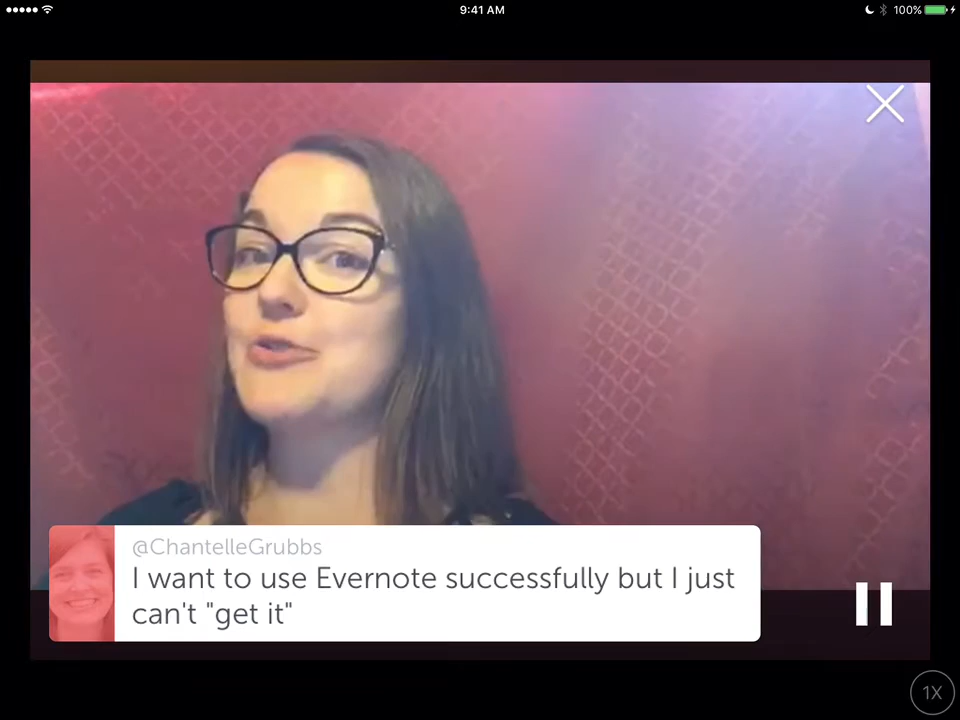 9:41 AM
100%
@ChantelleGrubbs
I want to use Evernote successfully but I just
can't "get it"
1X